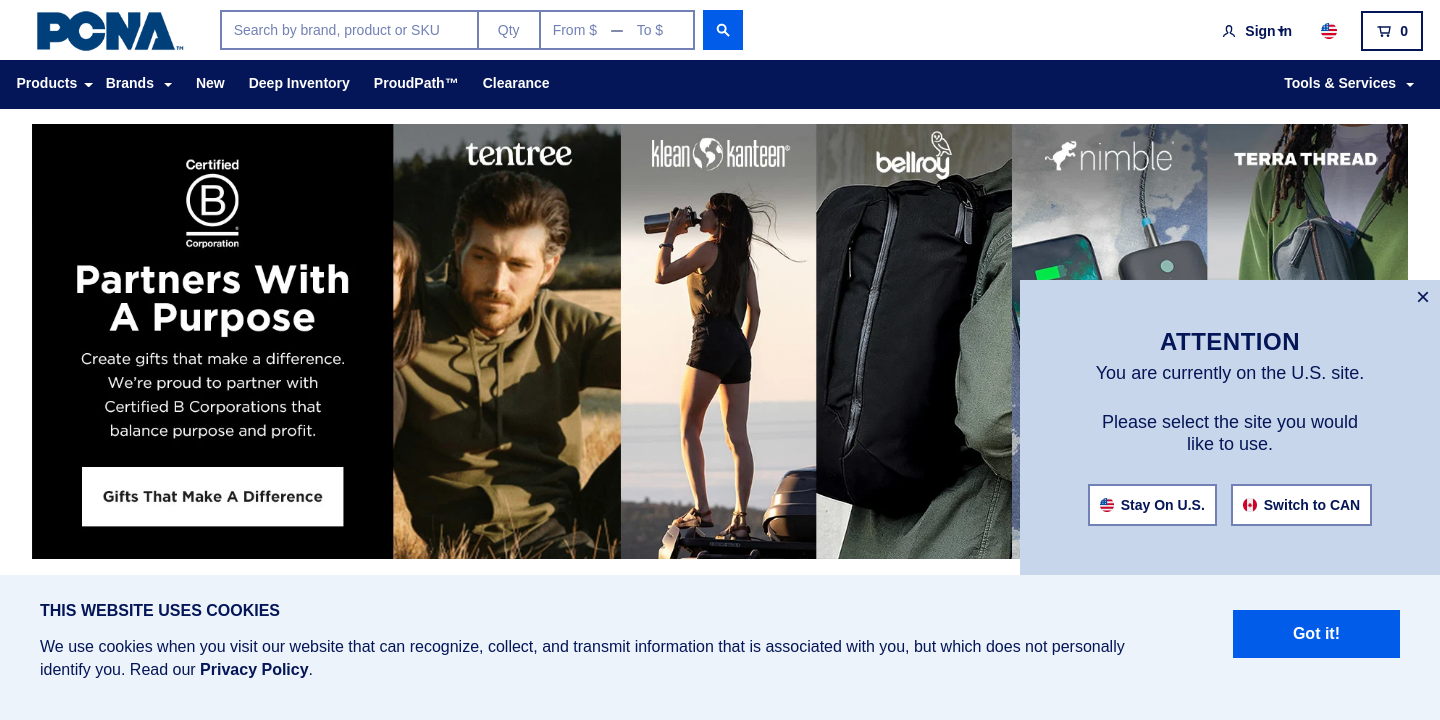 PCNA™
Search by brand, product or SKU
Qty
From $ — To $
Sign In
0
Products
Brands
New
Deep Inventory
ProudPath™
Clearance
Tools & Services
Certified
B
Corporation
Partners With
A Purpose
Create gifts that make a difference.
We're proud to partner with
Certified B Corporations that
balance purpose and profit.
Gifts That Make A Difference
tentree
klean kanteen®
bellroy
nimble
TERRA THREAD
×
ATTENTION
You are currently on the U.S. site.
Please select the site you would
like to use.
Stay On U.S.
Switch to CAN
THIS WEBSITE USES COOKIES
We use cookies when you visit our website that can recognize, collect, and transmit information that is associated with you, but which does not personally
identify you. Read our Privacy Policy.
Got it!